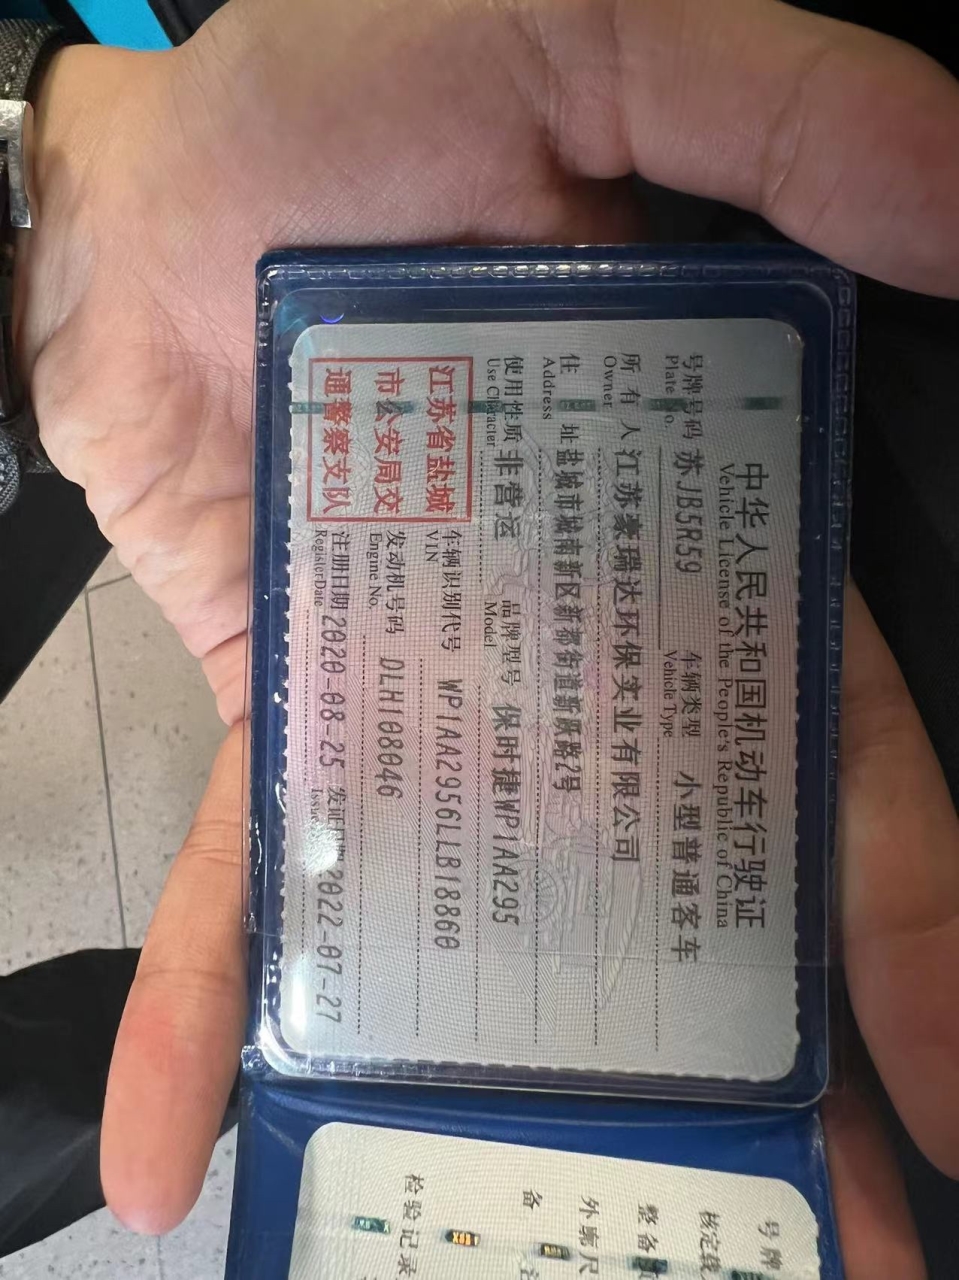 中华人民共和国机动车行驶证
Vehicle License of the People's Republic of China
号牌号码 苏JB5R59 车辆类型 小型普通客车
Plate No. Vehicle Type
所有人 江苏豪瑞达环保实业有限公司
Owner
住址 盐城市城南新区新都街道新跃路2号
Address
使用性质 非营运 品牌型号 保时捷WP1AA295
Use Character Model
江苏省盐城
市公安局交
通警察支队
车辆识别代号 WP1AA2956LLB18860
VIN
发动机号码 DLH108046
Engine No.
注册日期 2020-08-25 发证日期 2022-07-27
Register Date Issue
号牌
核定载
整备
外廓尺
备
检验记录